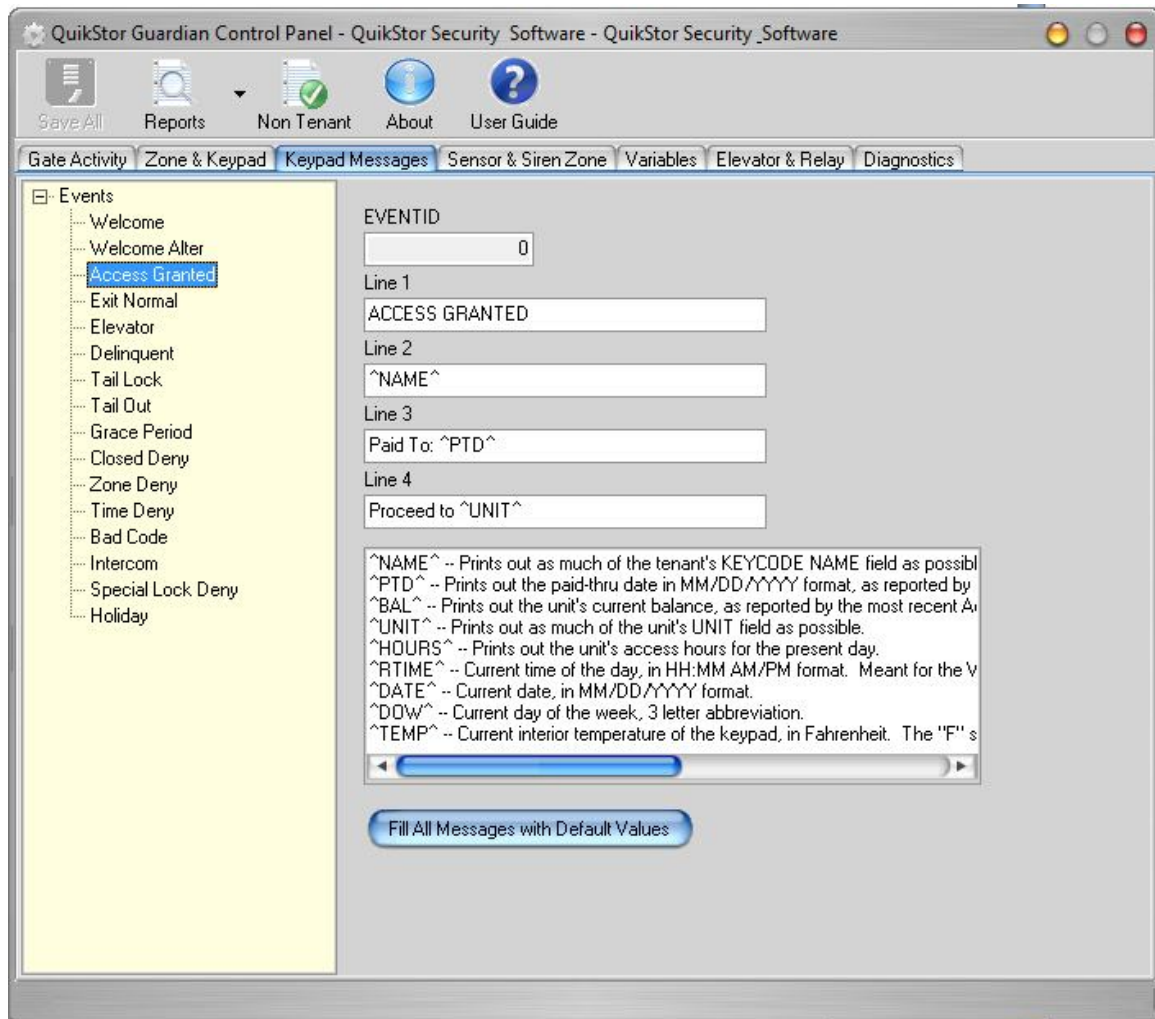 QuikStor Guardian Control Panel - QuikStor Security Software - QuikStor Security_Software
Save All Reports Non Tenant About User Guide
Gate Activity Zone & Keypad Keypad Messages Sensor & Siren Zone Variables Elevator & Relay Diagnostics
Events
Welcome
Welcome Alter
Access Granted
Exit Normal
Elevator
Delinquent
Tail Lock
Tail Out
Grace Period
Closed Deny
Zone Deny
Time Deny
Bad Code
Intercom
Special Lock Deny
Holiday
EVENTID
0
Line 1
ACCESS GRANTED
Line 2
^NAME^
Line 3
Paid To: ^PTD^
Line 4
Proceed to ^UNIT^
^NAME^ -- Prints out as much of the tenant's KEYCODE NAME field as possibl
^PTD^ -- Prints out the paid-thru date in MM/DD/YYYY format, as reported by
^BAL^ -- Prints out the unit's current balance, as reported by the most recent A
^UNIT^ -- Prints out as much of the unit's UNIT field as possible.
^HOURS^ -- Prints out the unit's access hours for the present day.
^RTIME^ -- Current time of the day, in HH:MM AM/PM format. Meant for the V
^DATE^ -- Current date, in MM/DD/YYYY format.
^DOW^ -- Current day of the week, 3 letter abbreviation.
^TEMP^ -- Current interior temperature of the keypad, in Fahrenheit. The "F" s
Fill All Messages with Default Values